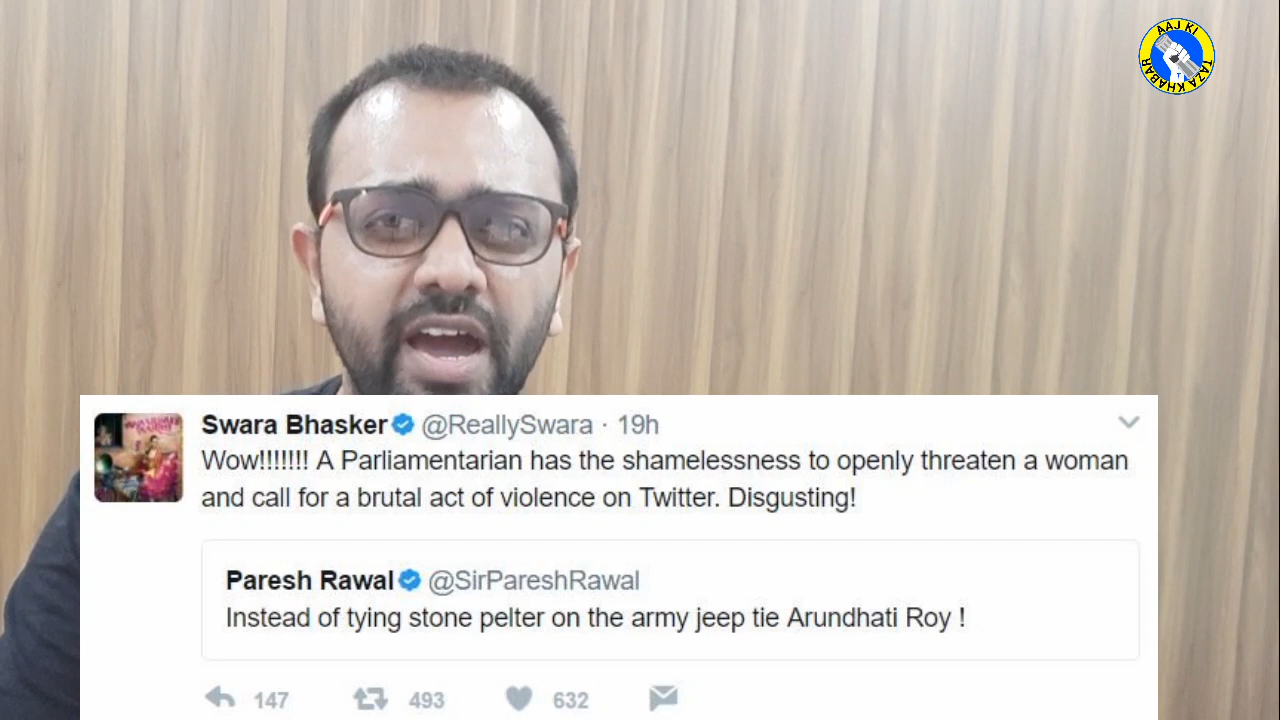 AAJ KI
TAZA KHABAR
Swara Bhasker @ReallySwara · 19h
Wow!!!!!!! A Parliamentarian has the shamelessness to openly threaten a woman
and call for a brutal act of violence on Twitter. Disgusting!
Paresh Rawal @SirPareshRawal
Instead of tying stone pelter on the army jeep tie Arundhati Roy !
147 493 632